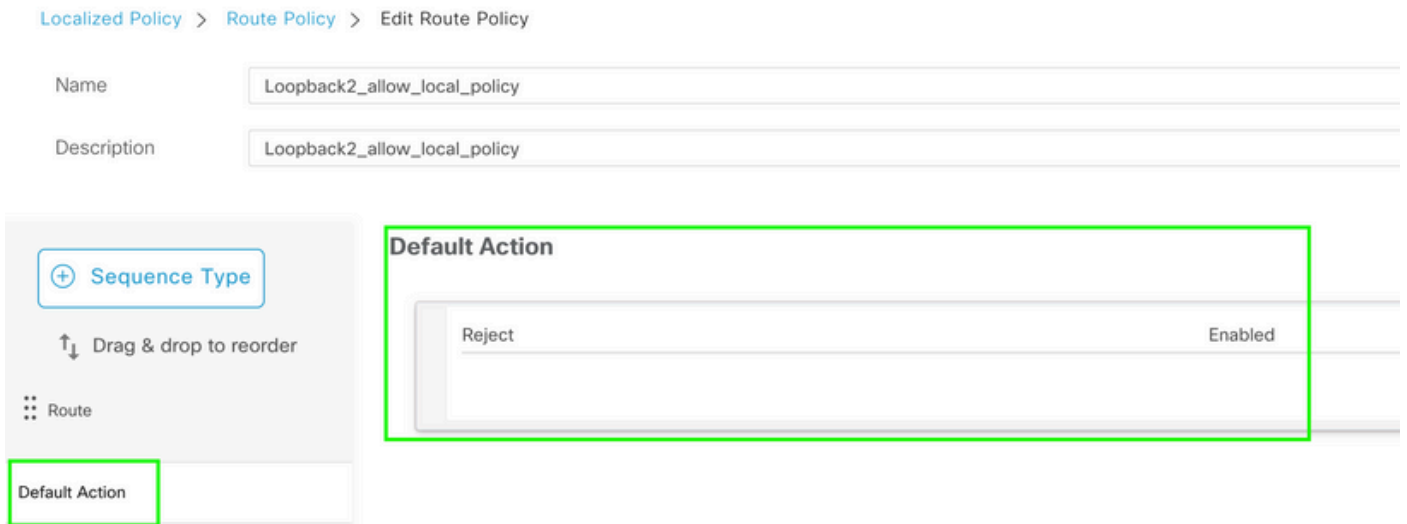 Localized Policy > Route Policy > Edit Route Policy
Name Loopback2_allow_local_policy
Description Loopback2_allow_local_policy
Sequence Type
Drag & drop to reorder
Route
Default Action
Default Action
Reject Enabled